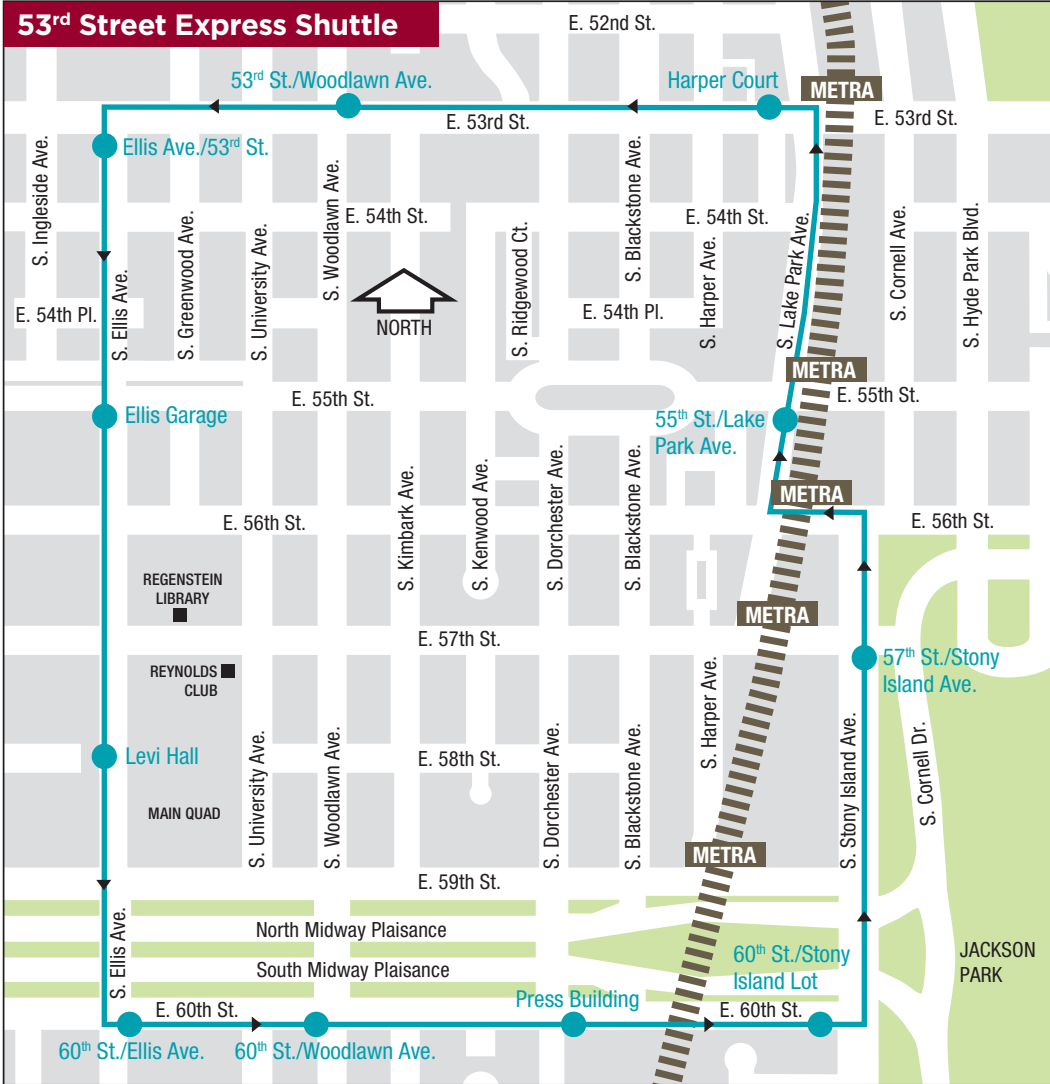 53rd Street Express Shuttle
E. 52nd St.
53rd St./Woodlawn Ave.
Harper Court
METRA
E. 53rd St.
E. 53rd St.
Ellis Ave./53rd St.
S. Ingleside Ave.
S. Woodlawn Ave.
S. Blackstone Ave.
E. 54th St.
E. 54th St.
S. Greenwood Ave.
S. University Ave.
S. Ellis Ave.
S. Ridgewood Ct.
S. Harper Ave.
S. Lake Park Ave.
S. Cornell Ave.
S. Hyde Park Blvd.
E. 54th Pl.
NORTH
E. 54th Pl.
METRA
E. 55th St.
E. 55th St.
Ellis Garage
55th St./Lake
Park Ave.
S. Kimbark Ave.
S. Kenwood Ave.
S. Dorchester Ave.
S. Blackstone Ave.
METRA
E. 56th St.
E. 56th St.
REGENSTEIN
LIBRARY
METRA
E. 57th St.
REYNOLDS
CLUB
57th St./Stony
Island Ave.
S. Harper Ave.
Levi Hall
E. 58th St.
S. University Ave.
S. Woodlawn Ave.
S. Dorchester Ave.
S. Blackstone Ave.
S. Stony Island Ave.
S. Cornell Dr.
MAIN QUAD
METRA
E. 59th St.
S. Ellis Ave.
North Midway Plaisance
South Midway Plaisance
60th St./Stony
Island Lot
JACKSON
PARK
Press Building
E. 60th St.
E. 60th St.
60th St./Ellis Ave.
60th St./Woodlawn Ave.